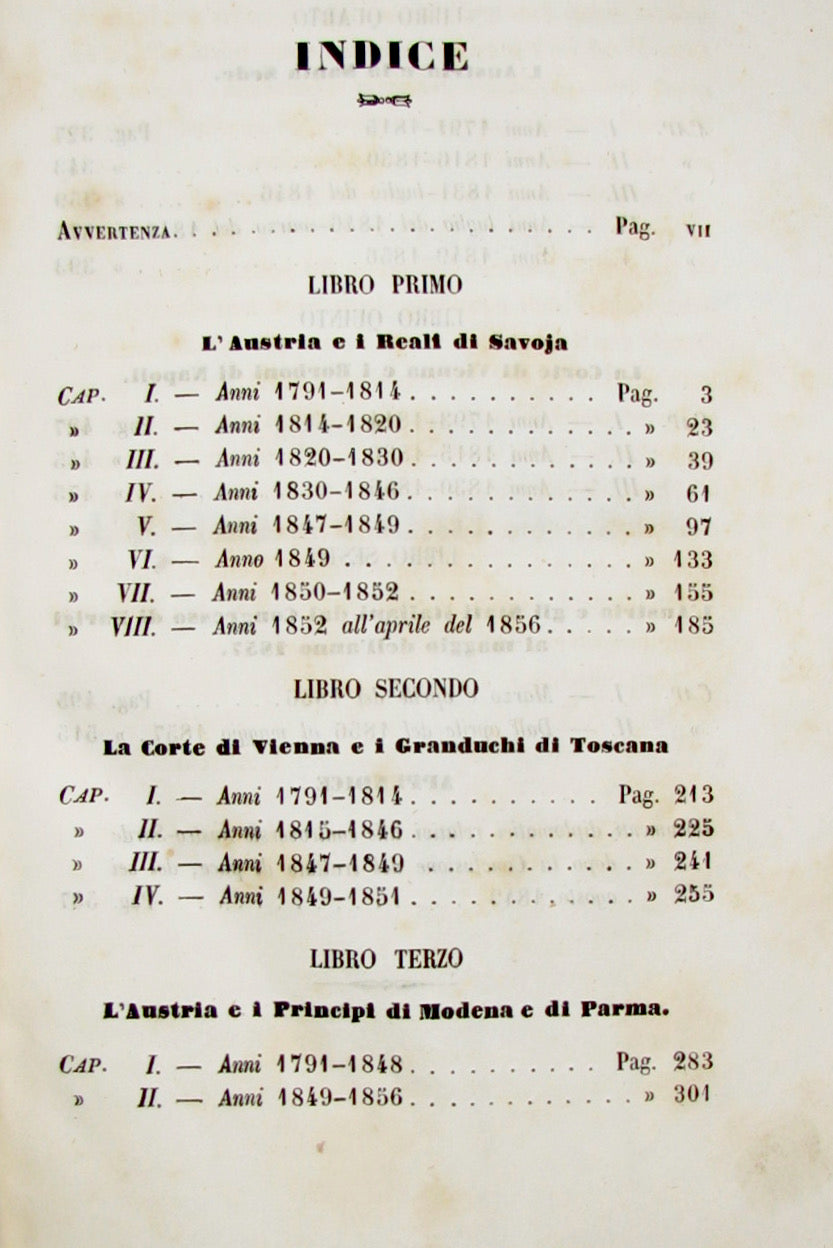 INDICE
AVVERTENZA. . . . . . . . . . . . . . . . . . . . . . . Pag. VII
LIBRO PRIMO
L'Austria e i Reali di Savoja
CAP. I. — Anni 1791-1814. . . . . . . . . . Pag. 3
» II. — Anni 1814-1820. . . . . . . . . . . . » 23
» III. — Anni 1820-1830. . . . . . . . . . . . » 39
» IV. — Anni 1830-1846. . . . . . . . . . . . » 61
» V. — Anni 1847-1849. . . . . . . . . . . . » 97
» VI. — Anno 1849 . . . . . . . . . . . . . . . » 133
» VII. — Anni 1850-1852 . . . . . . . . . . . . » 155
» VIII. — Anni 1852 all'aprile del 1856. . . . . » 185
LIBRO SECONDO
La Corte di Vienna e i Granduchi di Toscana
CAP. I. — Anni 1791-1814. . . . . . . . . . Pag. 213
» II. — Anni 1815-1846. . . . . . . . . . . . » 225
» III. — Anni 1847-1849 . . . . . . . . . . . » 241
» IV. — Anni 1849-1851 . . . . . . . . . . . . » 255
LIBRO TERZO
L'Austria e i Principi di Modena e di Parma.
CAP. I. — Anni 1791-1848. . . . . . . . . . Pag. 283
» II. — Anni 1849-1856. . . . . . . . . . . . » 301